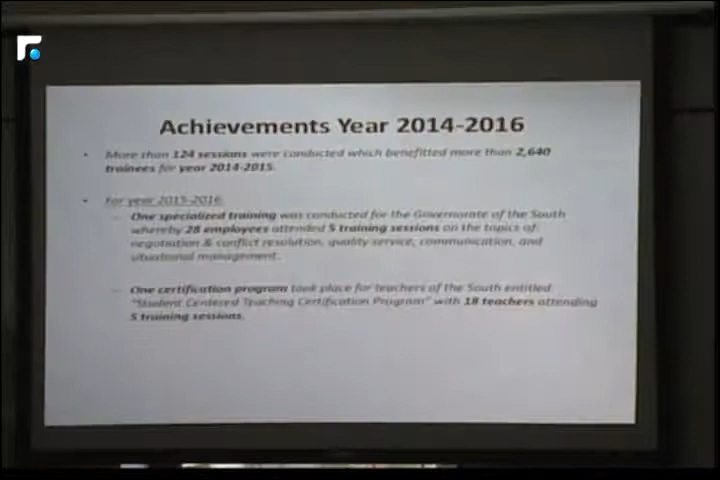 Achievements Year 2014-2016
• More than 124 sessions were conducted which benefitted more than 2,640
trainees for year 2014-2015.
• For year 2015-2016:
– One specialized training was conducted for the Governorate of the South
whereby 28 employees attended 5 training sessions on the topics of:
negotiation & conflict resolution, quality service, communication, and
situational management.
– One certification program took place for teachers of the South entitled
"Student Centered Teaching Certification Program" with 18 teachers attending
5 training sessions.